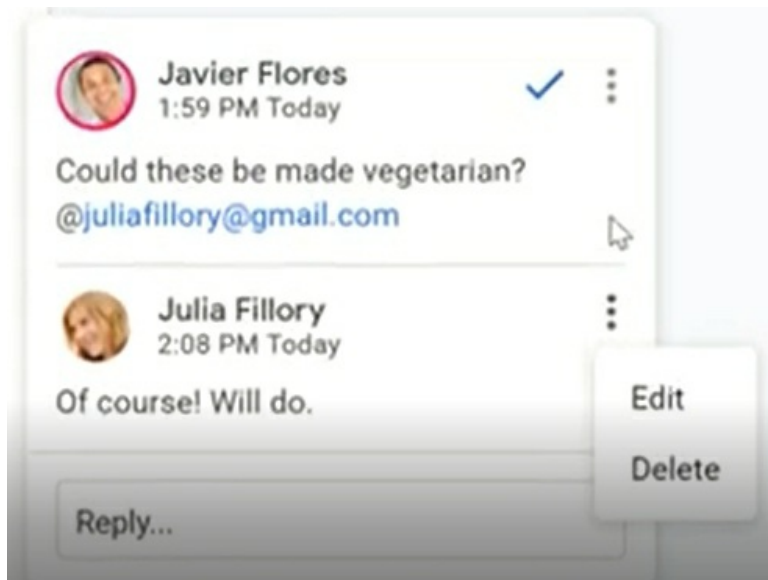 Javier Flores
1:59 PM Today
Could these be made vegetarian?
@juliafillory@gmail.com
Julia Fillory
2:08 PM Today
Of course! Will do.
Edit
Delete
Reply...